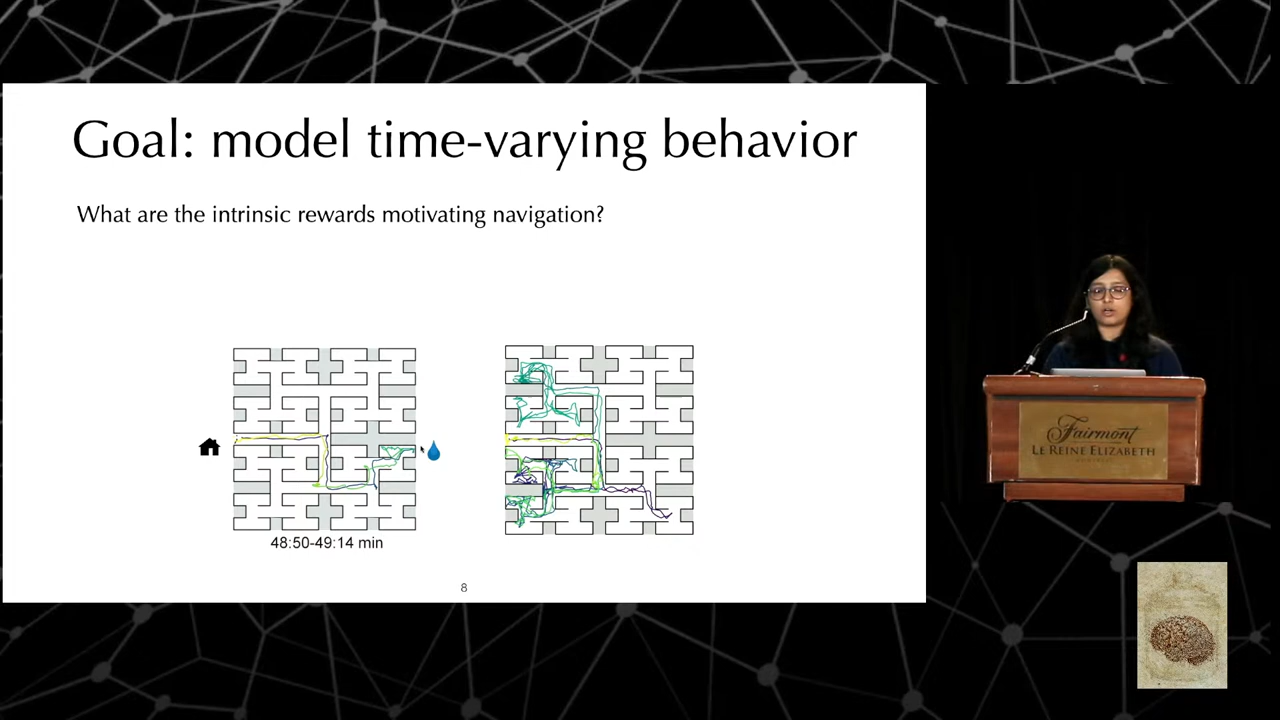 Goal: model time-varying behavior
What are the intrinsic rewards motivating navigation?
48:50-49:14 min
8
Fairmont
LE REINE ELIZABETH